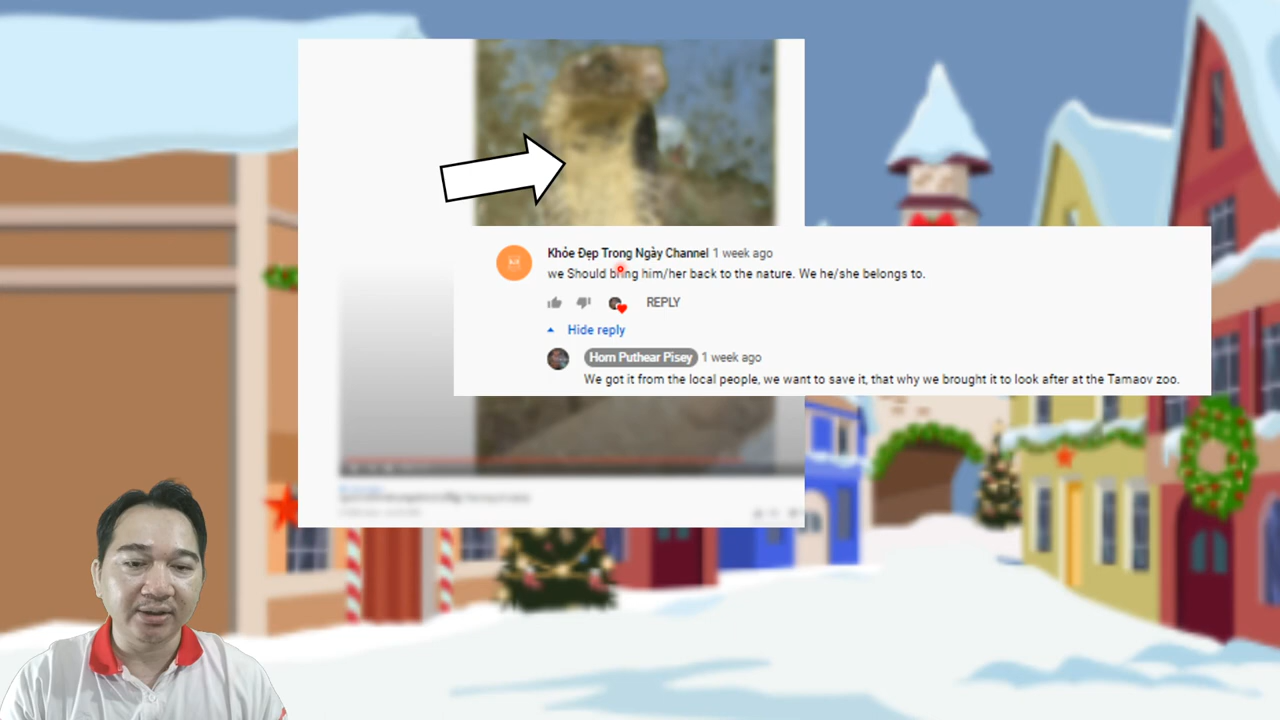 Khỏe Đẹp Trong Ngày Channel 1 week ago
we Should bring him/her back to the nature. We he/she belongs to.
REPLY
Hide reply
Horn Puthear Pisey 1 week ago
We got it from the local people, we want to save it, that why we brought it to look after at the Tamaov zoo.